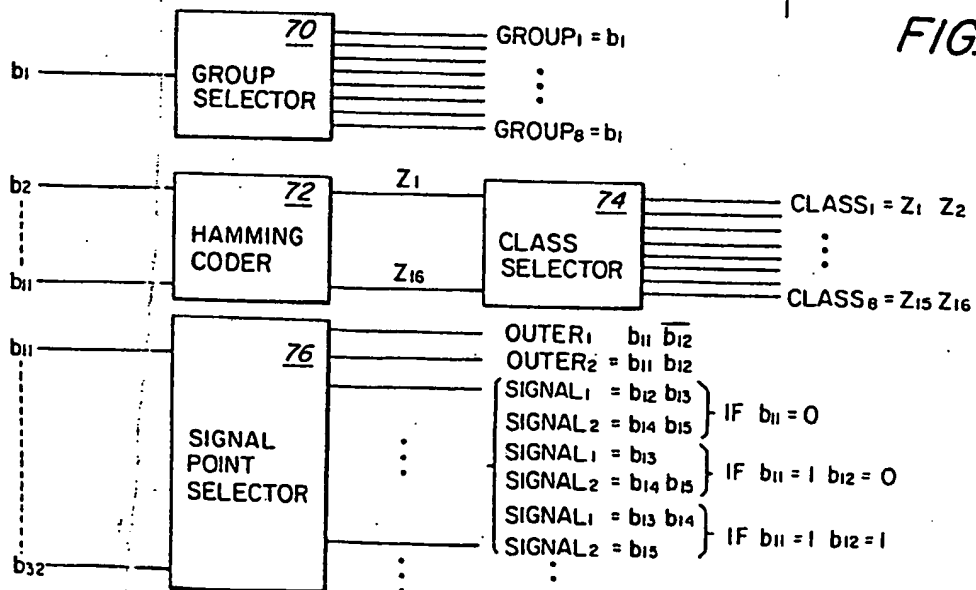 FIG.
70
GROUP₁ = b₁
b₁
GROUP
SELECTOR
GROUP₈ = b₁
b₂
72
Z₁
74
CLASS₁ = Z₁ Z₂
HAMMING
CODER
CLASS
SELECTOR
b₁₁
Z₁₆
CLASS₈ = Z₁₅ Z₁₆
b₁₁
76
OUTER₁ b₁₁ b̅₁̅₂̅
OUTER₂ = b₁₁ b₁₂
SIGNAL₁ = b₁₂ b₁₃
SIGNAL₂ = b₁₄ b₁₅
IF b₁₁ = 0
SIGNAL
POINT
SELECTOR
SIGNAL₁ = b₁₃
SIGNAL₂ = b₁₄ b₁₅
IF b₁₁ = 1 b₁₂ = 0
SIGNAL₁ = b₁₃ b₁₄
SIGNAL₂ = b₁₅
IF b₁₁ = 1 b₁₂ = 1
b₃₂